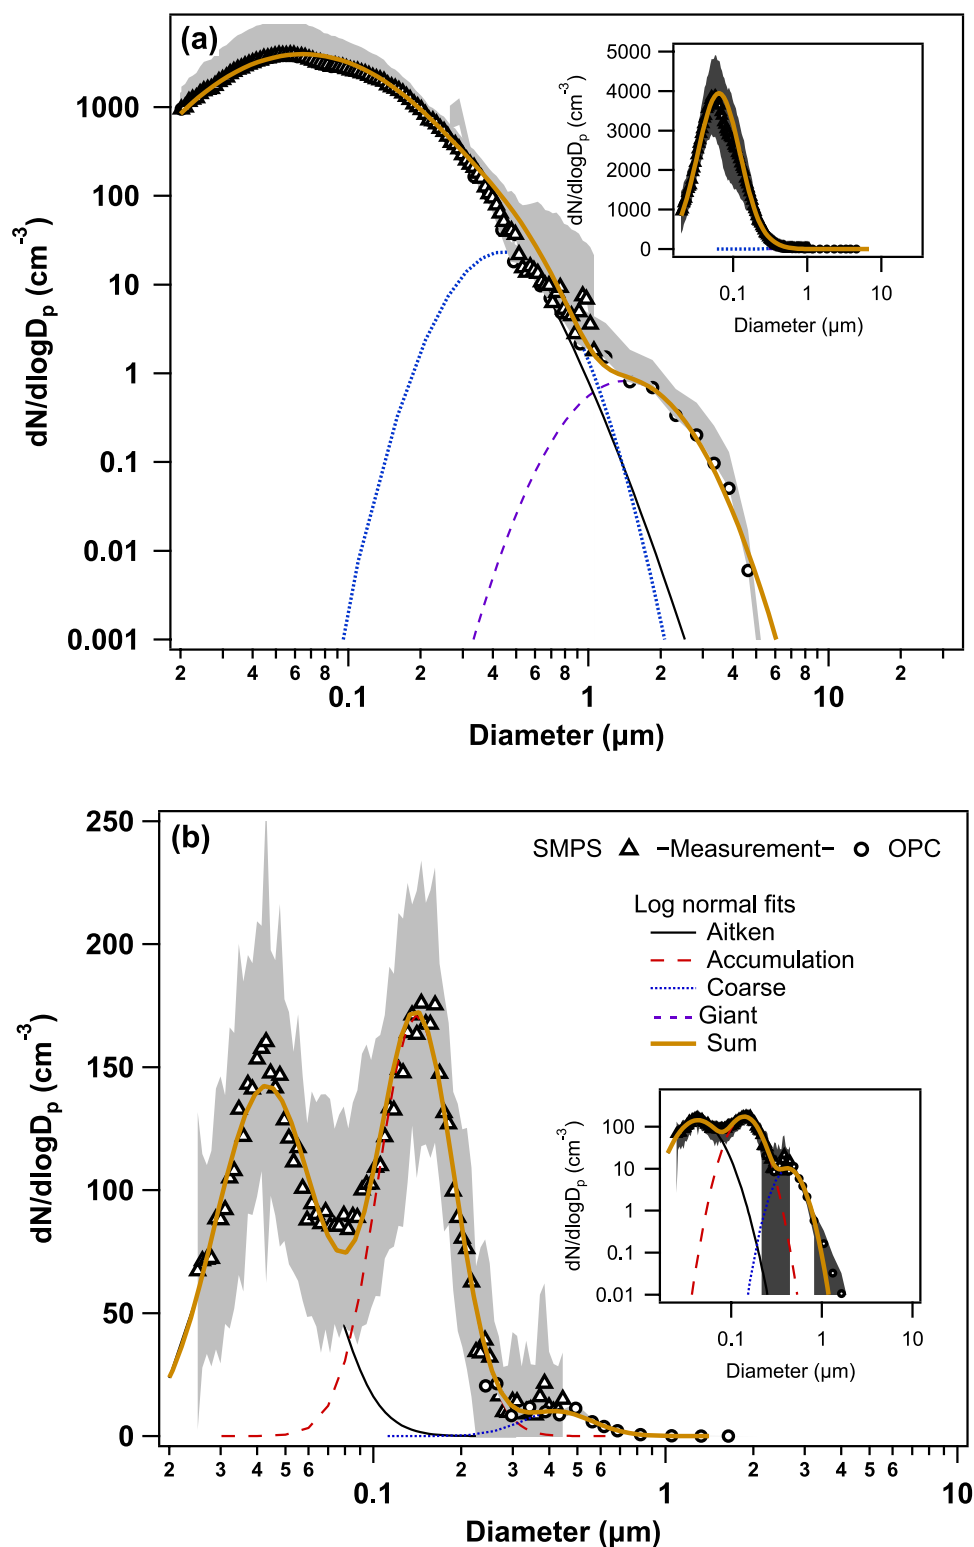 (a)
dN/dlogDp (cm-3)
1000
100
10
1
0.1
0.01
0.001
2 4 6 8 2 4 6 8 2 4 6 8 2
0.1 1 10
Diameter (µm)
dN/dlogDp (cm-3)
5000
4000
3000
2000
1000
0
0.1 1 10
Diameter (µm)
(b)
dN/dlogDp (cm-3)
250
200
150
100
50
0
2 3 4 5 6 2 3 4 5 6 2 3 4 5 6
0.1 1 10
Diameter (µm)
SMPS Measurement OPC
Log normal fits
Aitken
Accumulation
Coarse
Giant
Sum
dN/dlogDp (cm-3)
100
10
1
0.1
0.01
0.1 1 10
Diameter (µm)